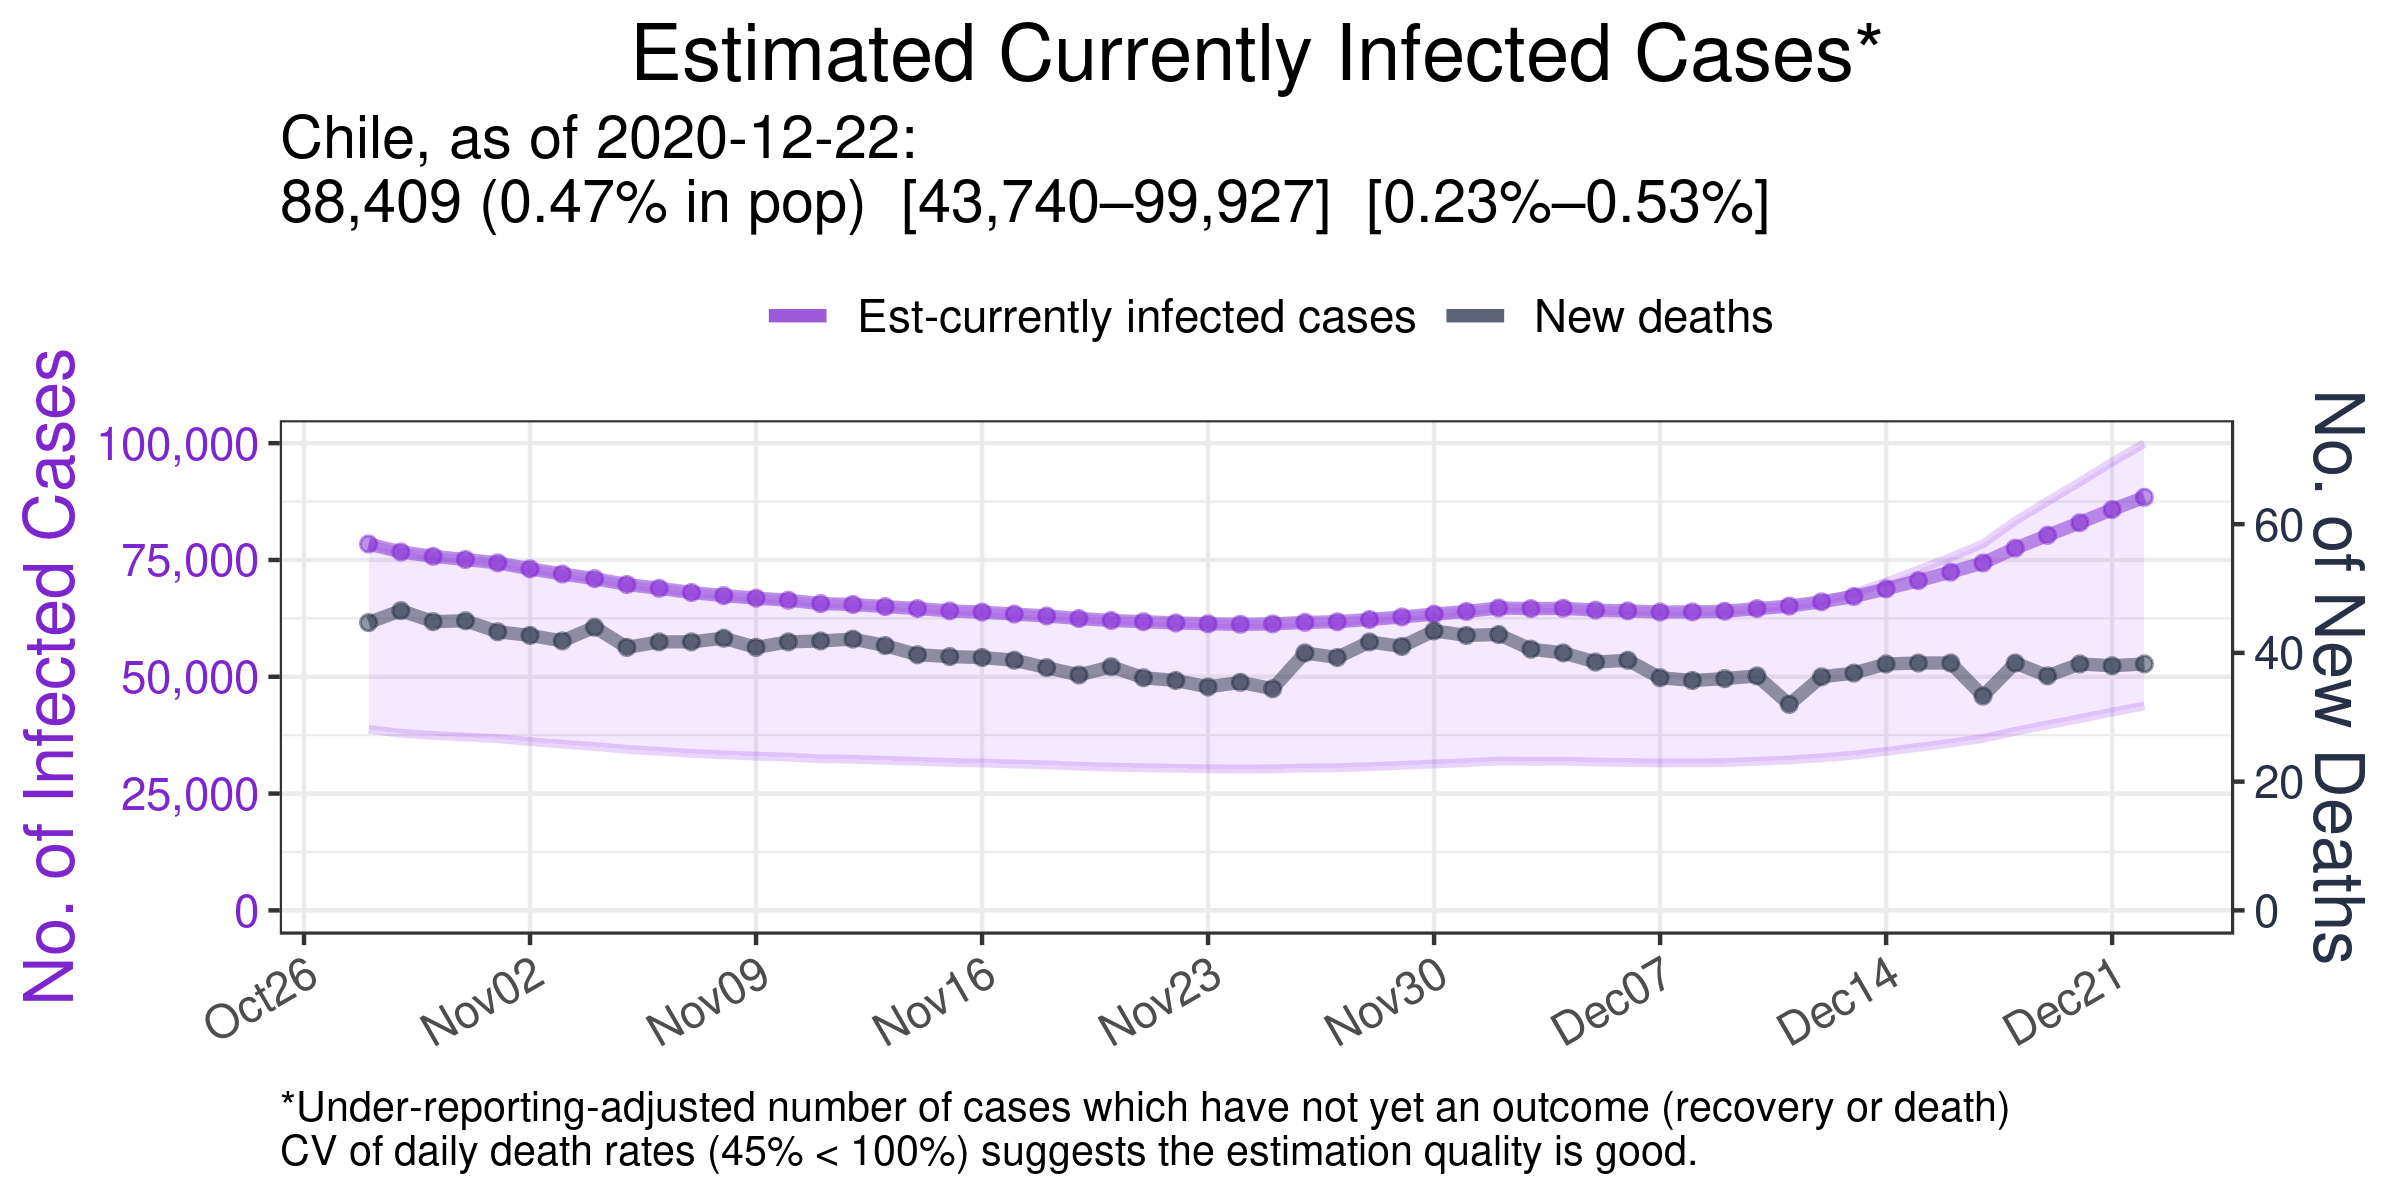 Estimated Currently Infected Cases*
Chile, as of 2020-12-22:
88,409 (0.47% in pop) [43,740–99,927] [0.23%–0.53%]
Est-currently infected cases
New deaths
No. of Infected Cases
100,000
75,000
50,000
25,000
0
No. of New Deaths
60
40
20
0
Oct26
Nov02
Nov09
Nov16
Nov23
Nov30
Dec07
Dec14
Dec21
*Under-reporting-adjusted number of cases which have not yet an outcome (recovery or death)
CV of daily death rates (45% < 100%) suggests the estimation quality is good.